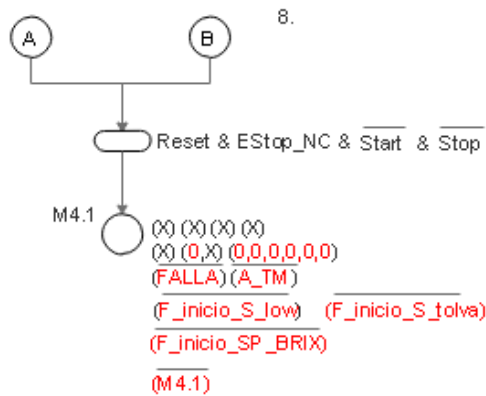 8.
A
B
Reset & EStop_NC & Start & Stop
M4.1
(X) (X) (X) (X)
(X) (0,X) (0,0,0,0,0,0)
(FALLA) (A_TM)
(F_inicio_S_low) (F_inicio_S_tolva)
(F_inicio_SP_BRIX)
(M4.1)